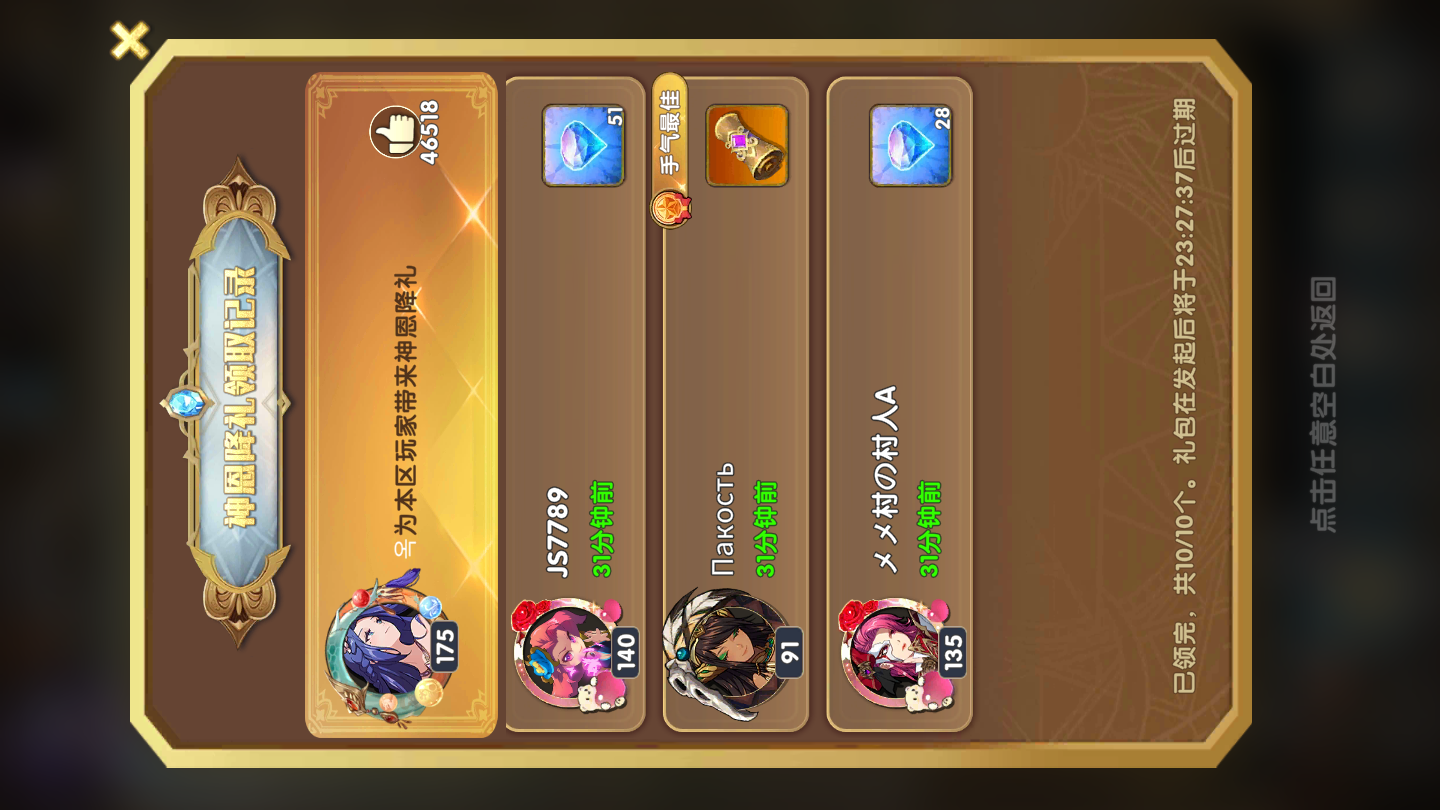 神恩降礼领取记录
옥为本区玩家带来神恩降礼
46518
175
JS7789
31分钟前
51
140
手气最佳
Пакость
31分钟前
91
メメ村の村人A
31分钟前
28
135
已领完，共10/10个。礼包在发起后将于23:27:37后过期
点击任意空白处返回